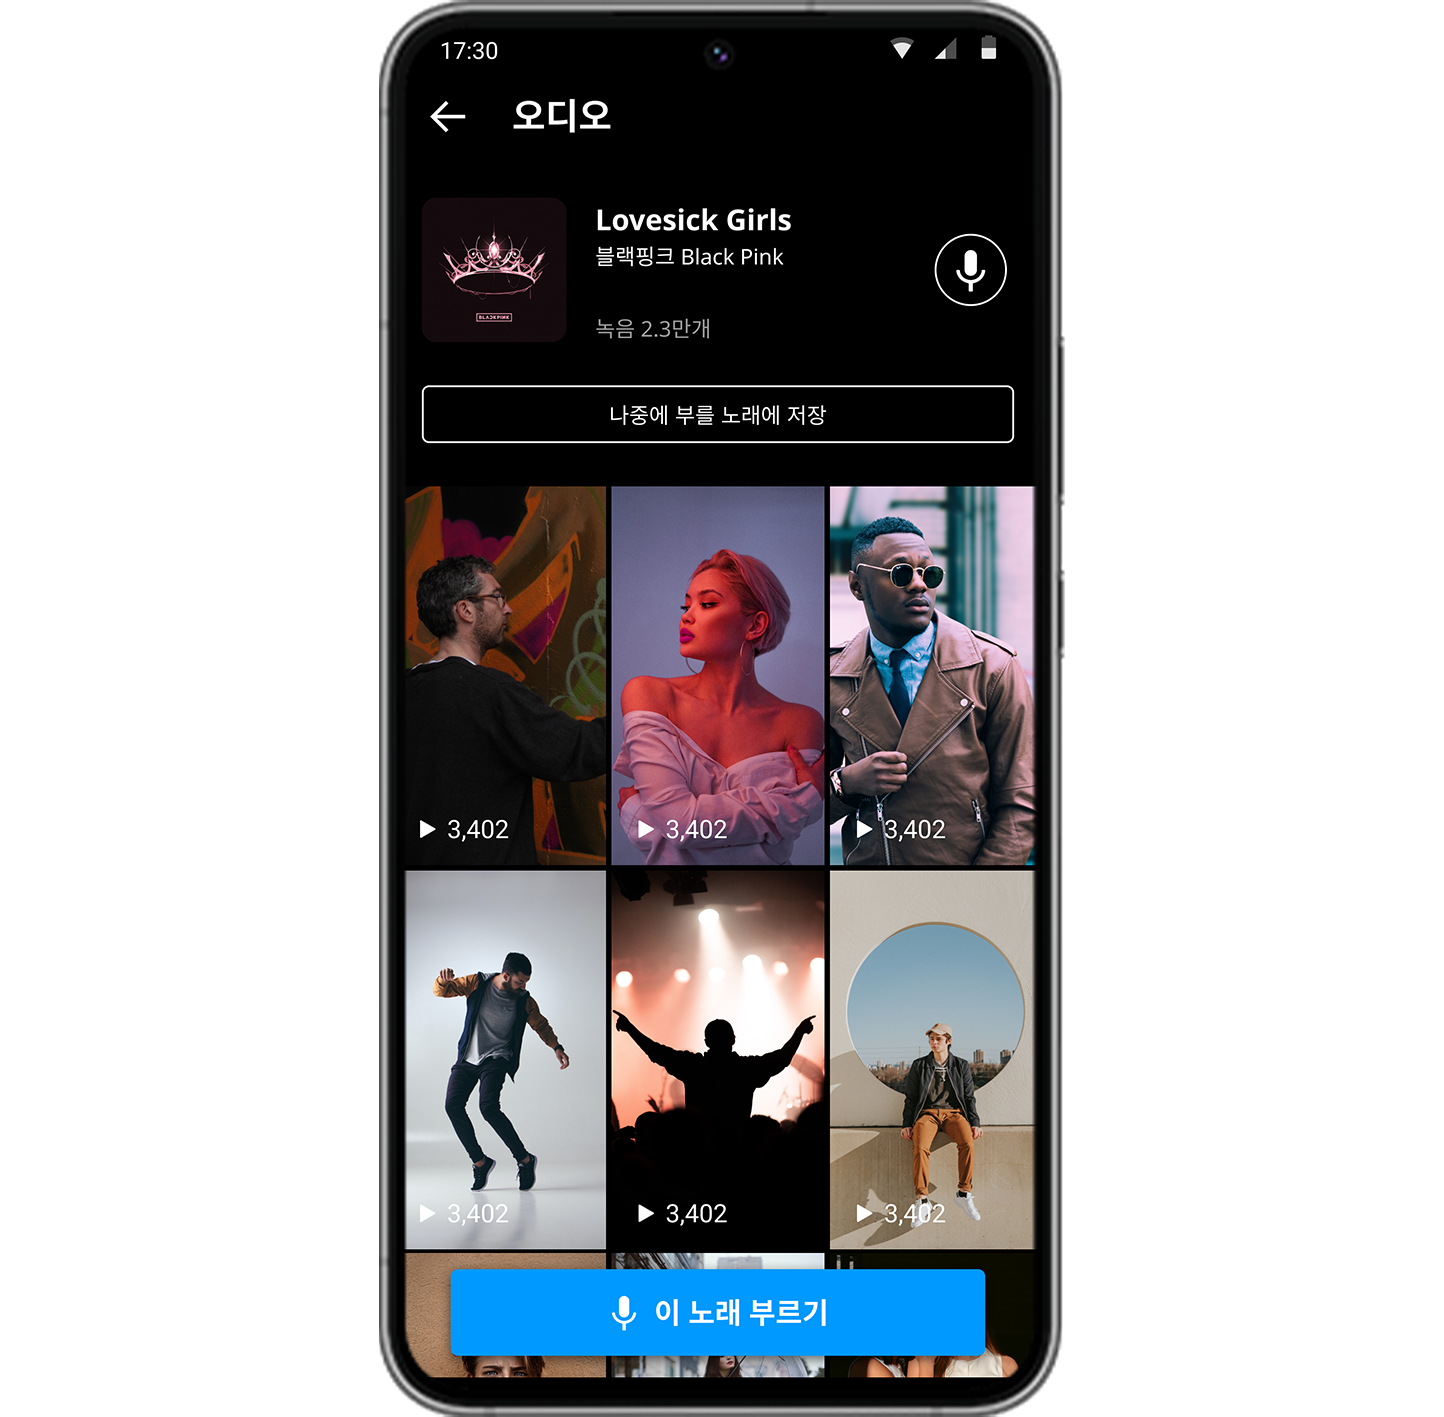 17:30
오디오
Lovesick Girls
블랙핑크 Black Pink
BLACKPINK
녹음 2.3만개
나중에 부를 노래에 저장
3,402
3,402
3,402
3,402
3,402
3,402
이 노래 부르기